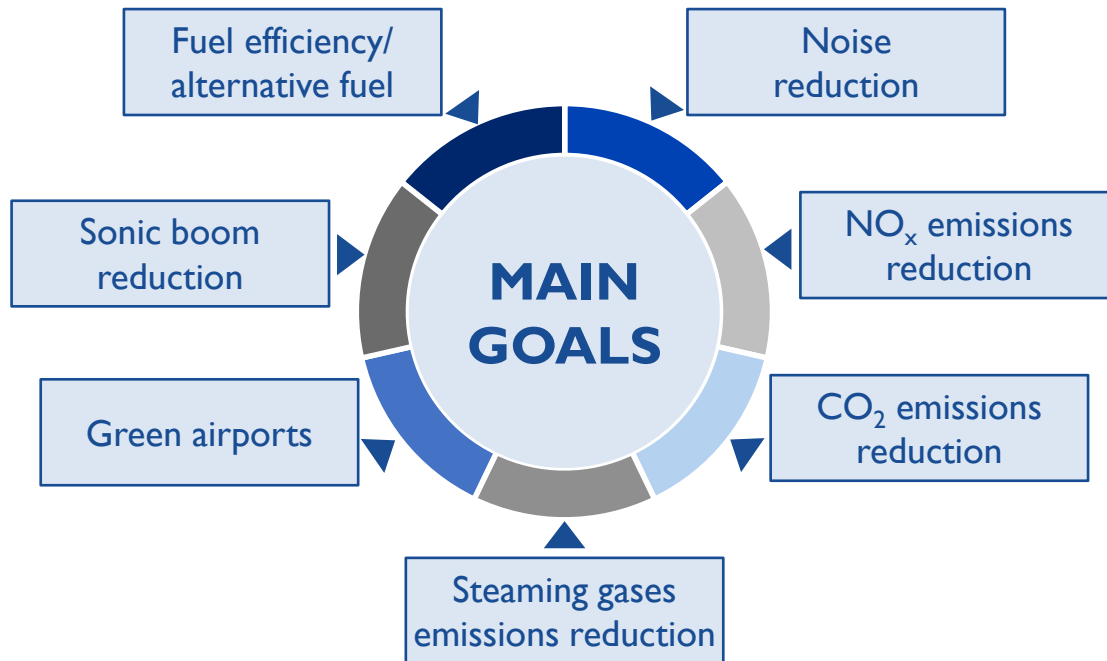 Fuel efficiency/
alternative fuel
Noise
reduction
Sonic boom
reduction
NOₓ emissions
reduction
MAIN
GOALS
Green airports
CO₂ emissions
reduction
Steaming gases
emissions reduction